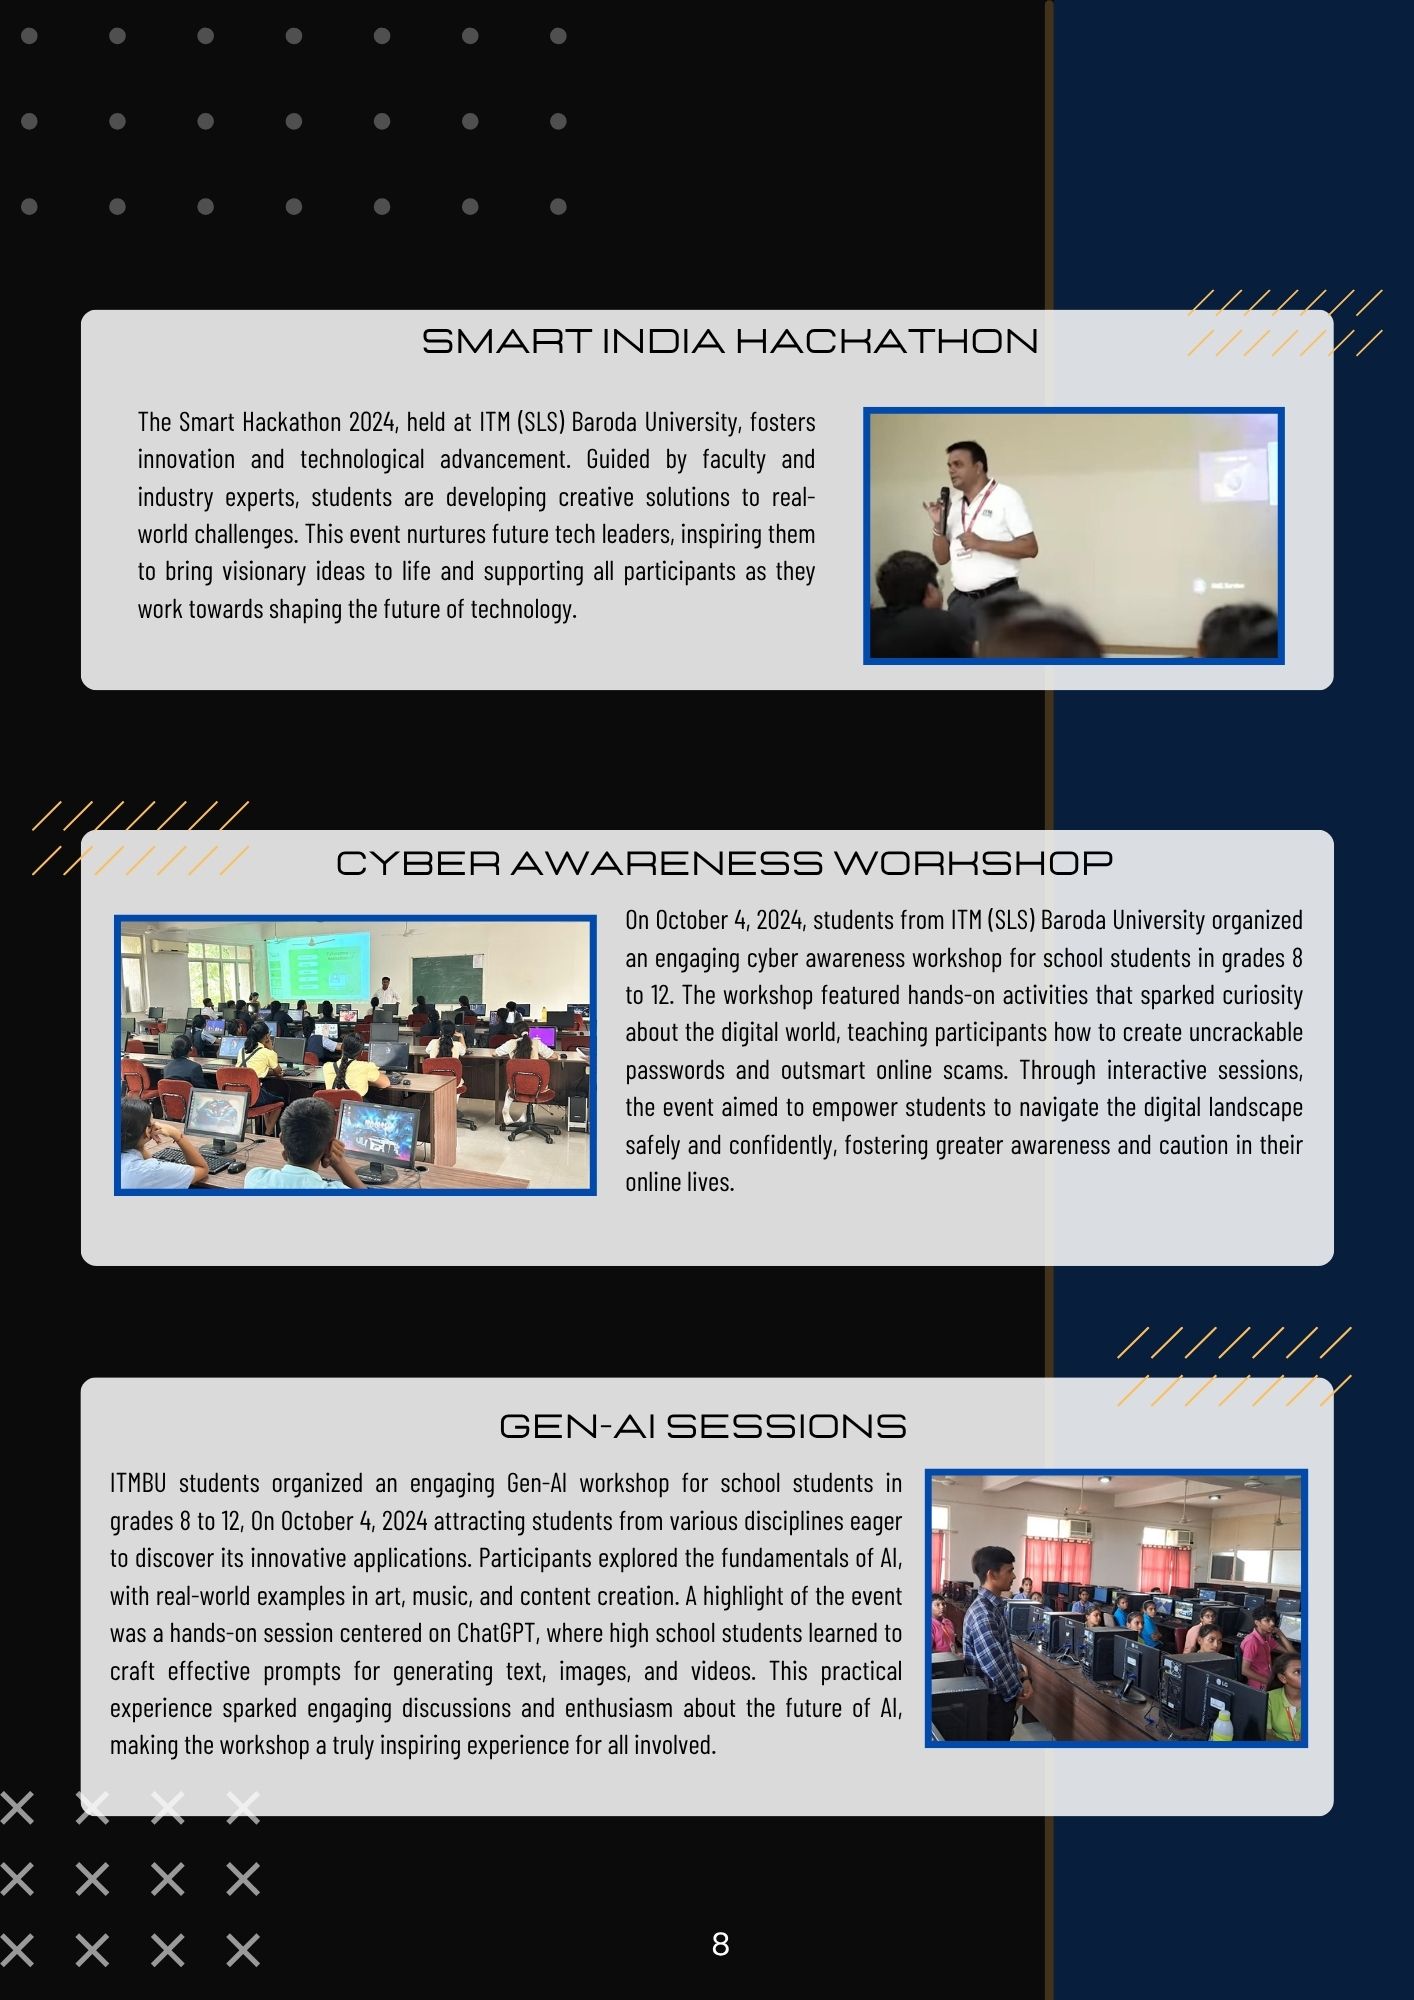 SMART INDIA HACKATHON
The Smart Hackathon 2024, held at ITM (SLS) Baroda University, fosters
innovation and technological advancement. Guided by faculty and
industry experts, students are developing creative solutions to real-
world challenges. This event nurtures future tech leaders, inspiring them
to bring visionary ideas to life and supporting all participants as they
work towards shaping the future of technology.
CYBER AWARENESS WORKSHOP
On October 4, 2024, students from ITM (SLS) Baroda University organized
an engaging cyber awareness workshop for school students in grades 8
to 12. The workshop featured hands-on activities that sparked curiosity
about the digital world, teaching participants how to create uncrackable
passwords and outsmart online scams. Through interactive sessions,
the event aimed to empower students to navigate the digital landscape
safely and confidently, fostering greater awareness and caution in their
online lives.
GEN-AI SESSIONS
ITMBU students organized an engaging Gen-AI workshop for school students in
grades 8 to 12, On October 4, 2024 attracting students from various disciplines eager
to discover its innovative applications. Participants explored the fundamentals of AI,
with real-world examples in art, music, and content creation. A highlight of the event
was a hands-on session centered on ChatGPT, where high school students learned to
craft effective prompts for generating text, images, and videos. This practical
experience sparked engaging discussions and enthusiasm about the future of AI,
making the workshop a truly inspiring experience for all involved.
8